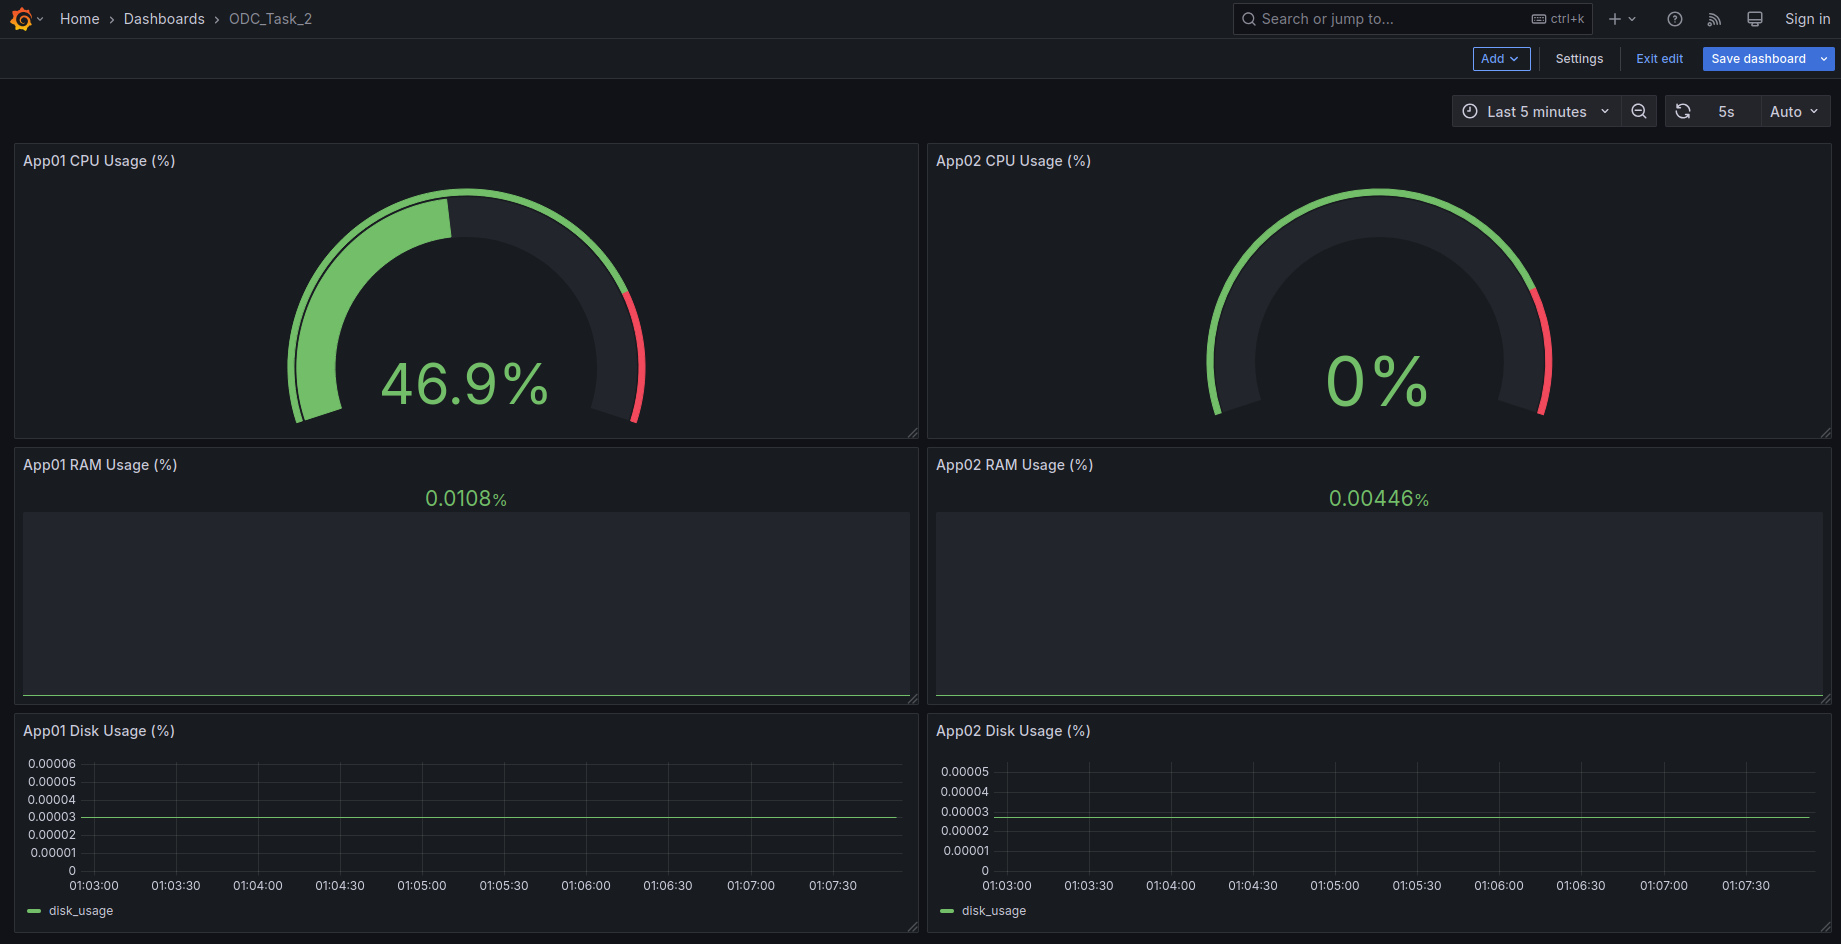 Home › Dashboards › ODC_Task_2
Search or jump to...
ctrl+k
Sign in
Add
Settings
Exit edit
Save dashboard
Last 5 minutes
5s
Auto
App01 CPU Usage (%)
46.9%
App02 CPU Usage (%)
0%
App01 RAM Usage (%)
0.0108%
App02 RAM Usage (%)
0.00446%
App01 Disk Usage (%)
0.00006
0.00005
0.00004
0.00003
0.00002
0.00001
0
01:03:00 01:03:30 01:04:00 01:04:30 01:05:00 01:05:30 01:06:00 01:06:30 01:07:00 01:07:30
disk_usage
App02 Disk Usage (%)
0.00005
0.00004
0.00003
0.00002
0.00001
0
01:03:00 01:03:30 01:04:00 01:04:30 01:05:00 01:05:30 01:06:00 01:06:30 01:07:00 01:07:30
disk_usage